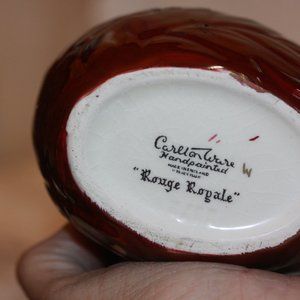 Carlton Ware
Handpainted
MADE IN ENGLAND
"Rouge Royale"
W